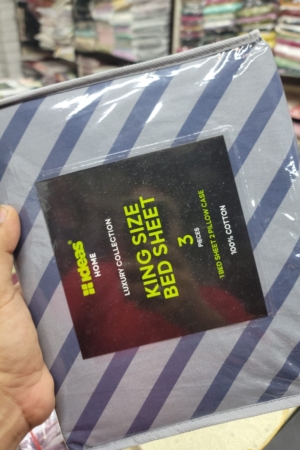 ideas
HOME
LUXURY COLLECTION
KING SIZE
BED SHEET
3
PIECES
1 BED SHEET 2 PILLOW CASE
100% COTTON